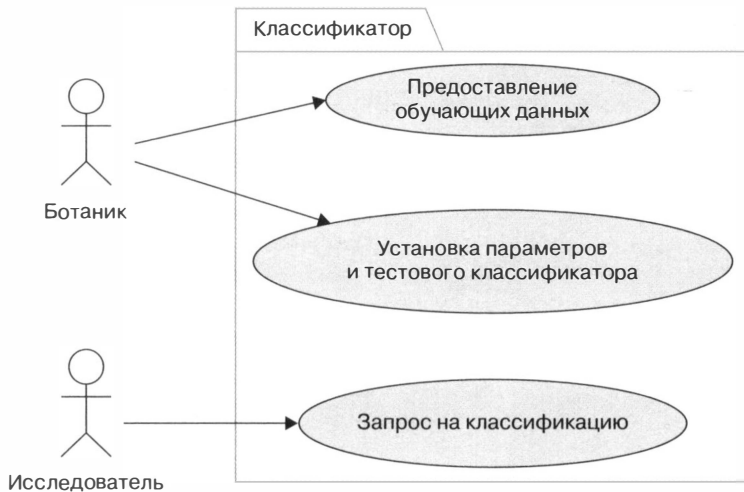 Классификатор
Предоставление
обучающих данных
Ботаник
Установка параметров
и тестового классификатора
Запрос на классификацию
Исследователь